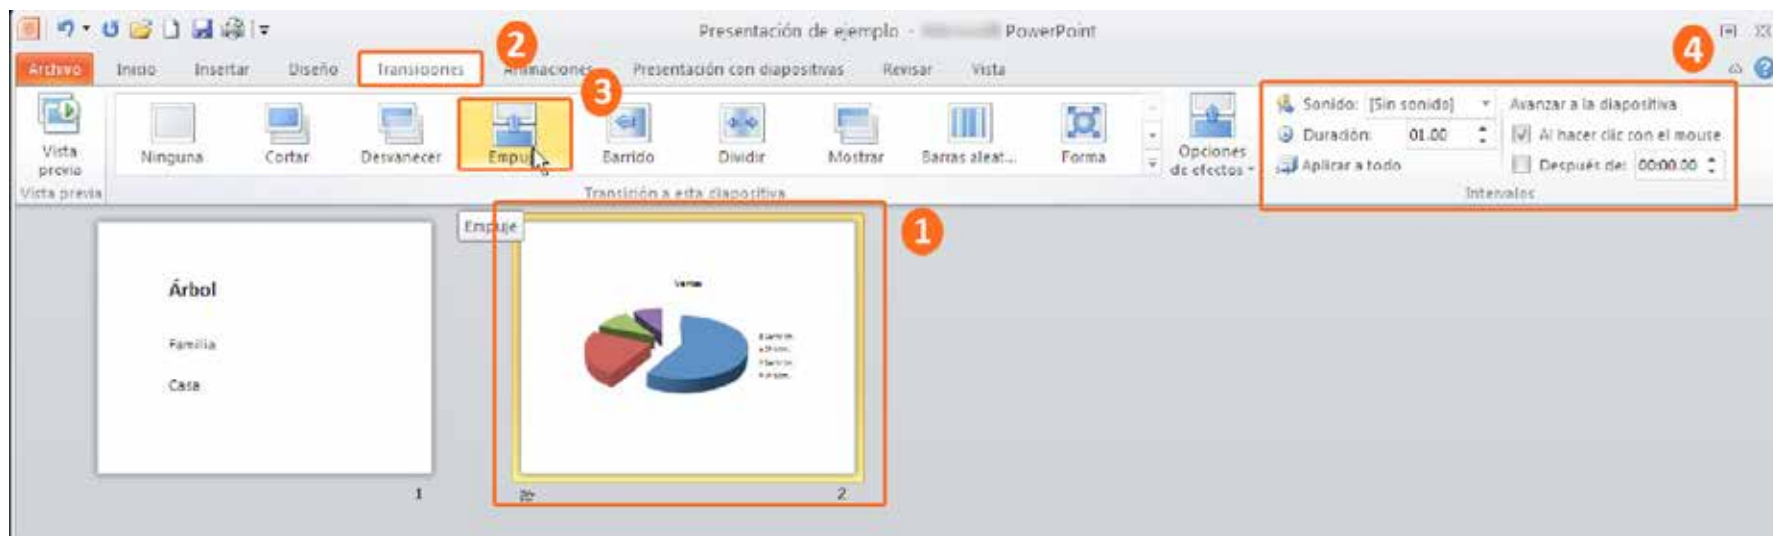 Presentación de ejemplo - PowerPoint
2
4
Archivo Inicio Insertar Diseño Transiciones Animaciones Presentación con diapositivas Revisar Vista
3
Vista previa
Ninguna Cortar Desvanecer Empuje Barrido Dividir Mostrar Barras aleat... Forma
Opciones de efectos
Sonido: [Sin sonido]
Duración: 01.00
Aplicar a todo
Avanzar a la diapositiva
Al hacer clic con el mouse
Después de: 00:00.00
Vista previa Transición a esta diapositiva Intervalos
Empuje
1
Árbol
Familia
Casa
1
Ventas
2